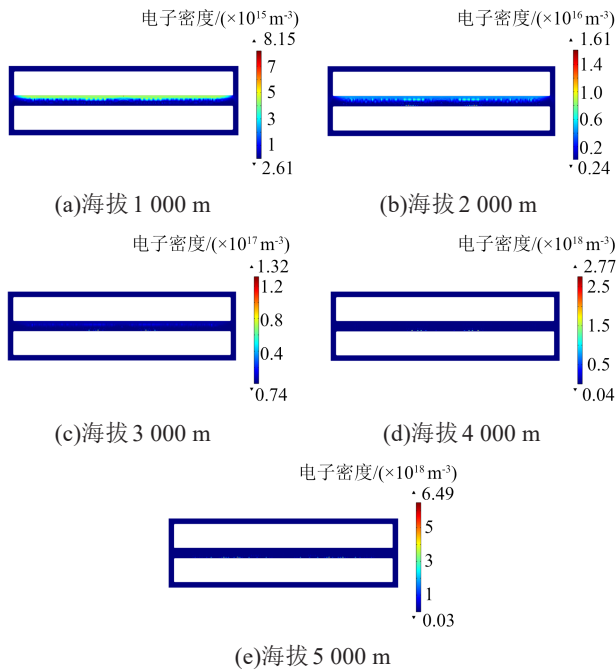 电子密度/(×10¹⁵ m⁻³)
8.15
7
5
3
1
2.61
(a)海拔1 000 m
电子密度/(×10¹⁶ m⁻³)
1.61
1.4
1.0
0.6
0.2
0.24
(b)海拔2 000 m
电子密度/(×10¹⁷ m⁻³)
1.32
1.2
0.8
0.4
0.74
(c)海拔3 000 m
电子密度/(×10¹⁸ m⁻³)
2.77
2.5
1.5
0.5
0.04
(d)海拔4 000 m
电子密度/(×10¹⁸ m⁻³)
6.49
5
3
1
0.03
(e)海拔5 000 m